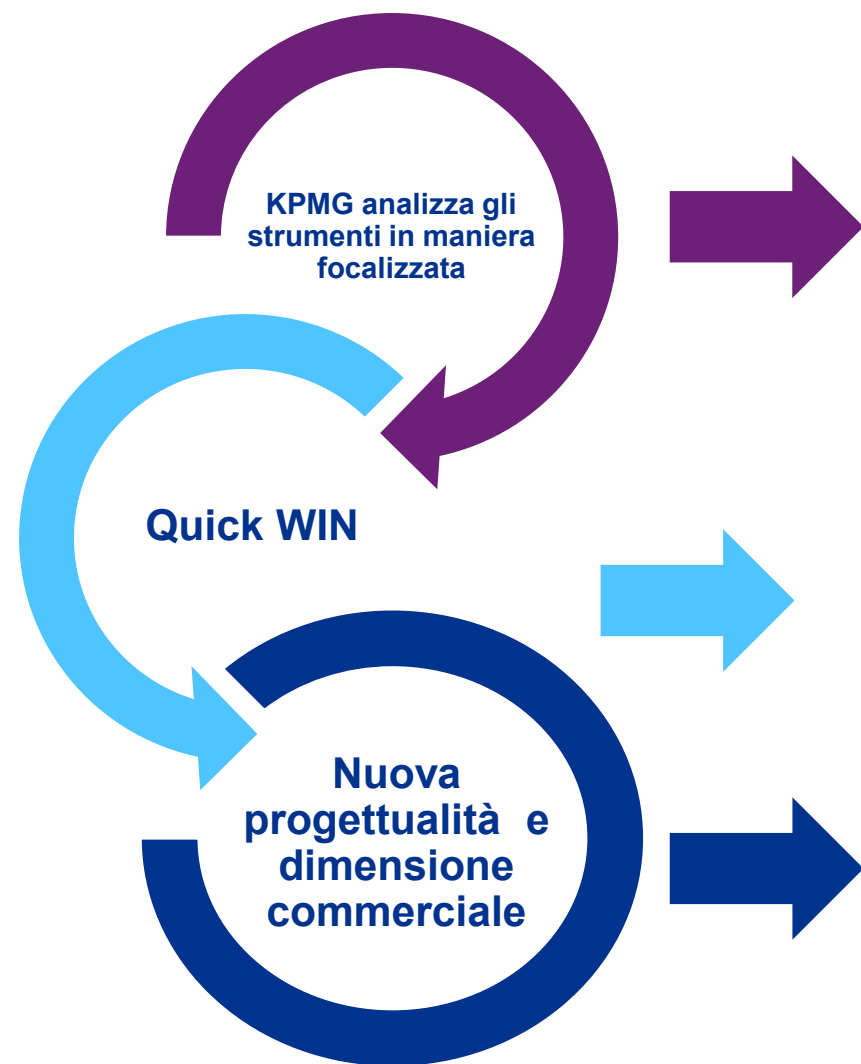 KPMG analizza gli
strumenti in maniera
focalizzata
Quick WIN
Nuova
progettualità e
dimensione
commerciale